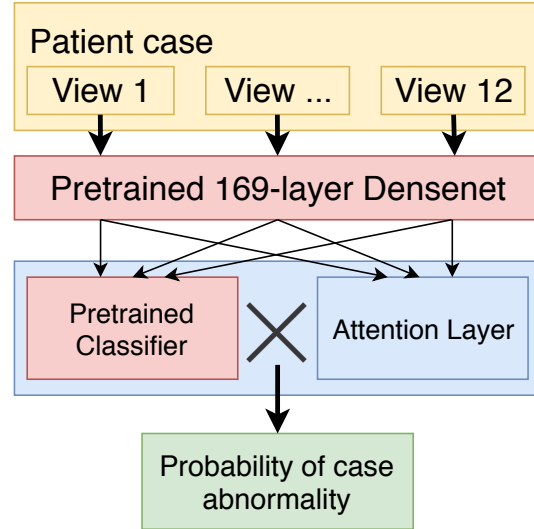 Patient case
View 1
View ...
View 12
Pretrained 169-layer Densenet
Pretrained
Classifier
Attention Layer
Probability of case
abnormality